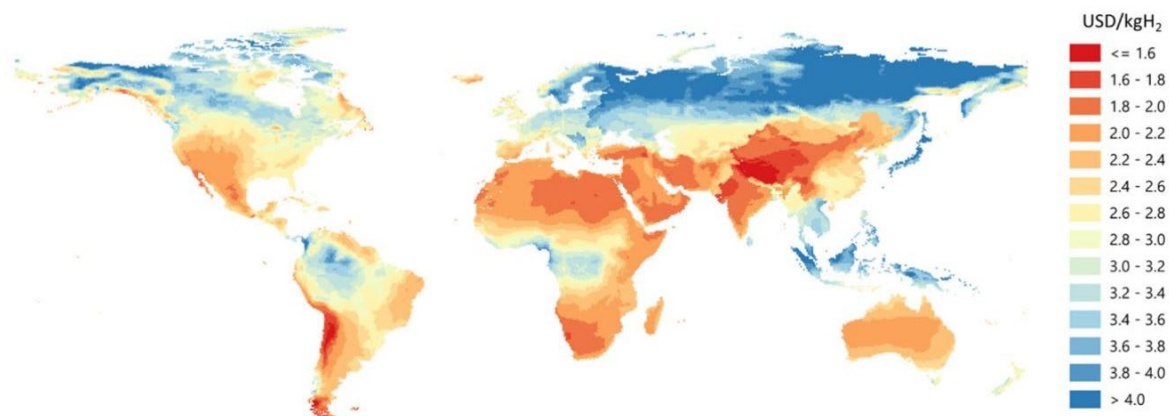 USD/kgH₂
<= 1.6
1.6 - 1.8
1.8 - 2.0
2.0 - 2.2
2.2 - 2.4
2.4 - 2.6
2.6 - 2.8
2.8 - 3.0
3.0 - 3.2
3.2 - 3.4
3.4 - 3.6
3.6 - 3.8
3.8 - 4.0
> 4.0